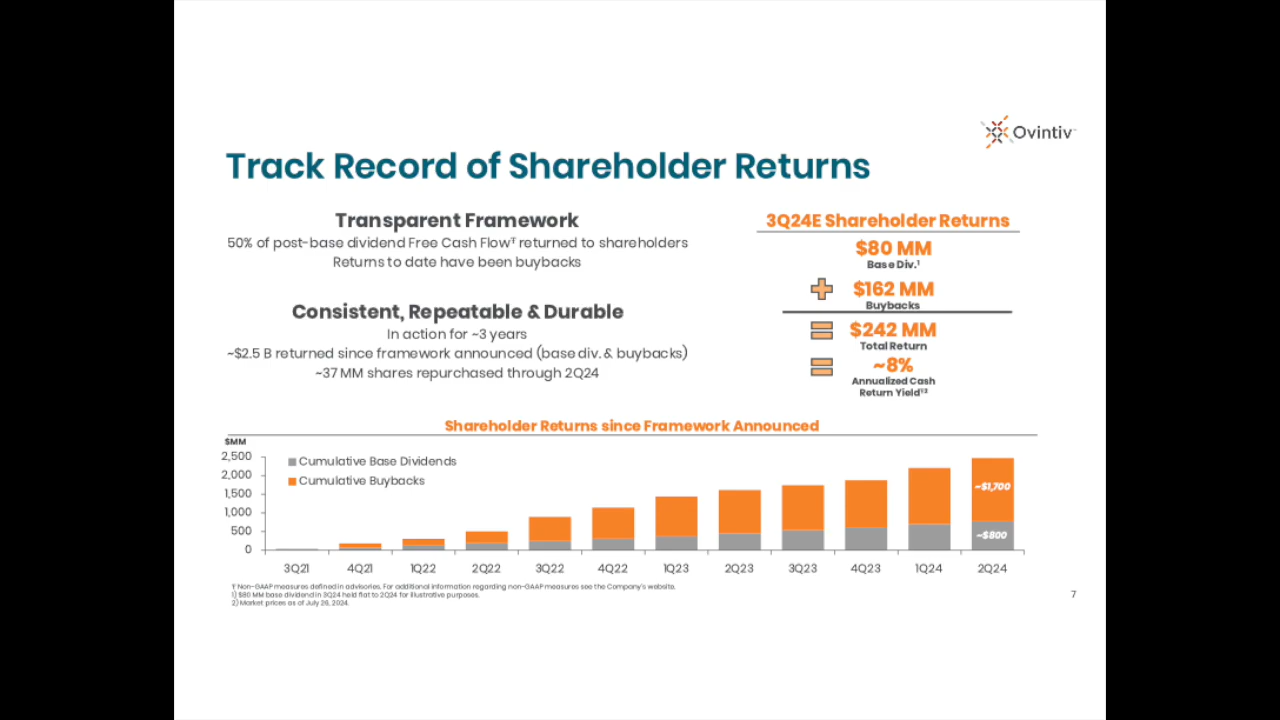 Ovintiv
Track Record of Shareholder Returns
Transparent Framework
50% of post-base dividend Free Cash Flow⸷ returned to shareholders
Returns to date have been buybacks
Consistent, Repeatable & Durable
In action for ~3 years
~$2.5 B returned since framework announced (base div. & buybacks)
~37 MM shares repurchased through 2Q24
3Q24E Shareholder Returns
$80 MM
Base Div.¹
$162 MM
Buybacks
$242 MM
Total Return
~8%
Annualized Cash
Return Yield
Shareholder Returns since Framework Announced
$MM
2,500
2,000
1,500
1,000
500
0
Cumulative Base Dividends
Cumulative Buybacks
~$1,700
~$800
3Q21 4Q21 1Q22 2Q22 3Q22 4Q22 1Q23 2Q23 3Q23 4Q23 1Q24 2Q24
Non-GAAP measures defined in advisories. For additional information regarding non-GAAP measures see the Company's website.
1) $80 MM base dividend in 3Q24 held flat to 2Q24 for illustrative purposes.
2) Market prices as of July 26, 2024.
7